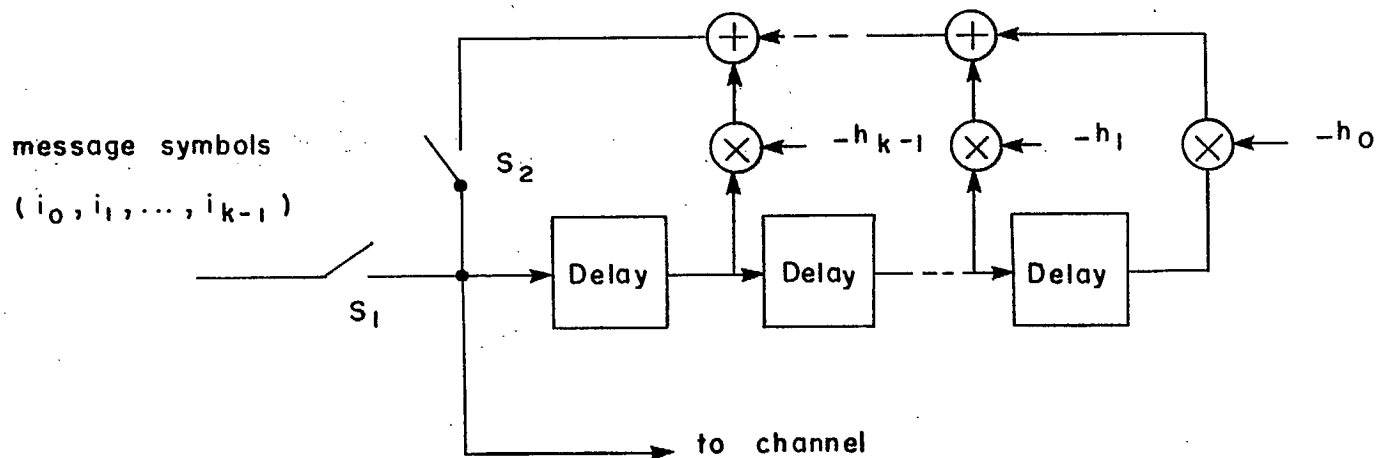 message symbols
(i₀, i₁, ..., iₖ₋₁)
S₂
S₁
+
+
×
-hₖ₋₁
×
-h₁
×
-h₀
Delay
Delay
Delay
to channel